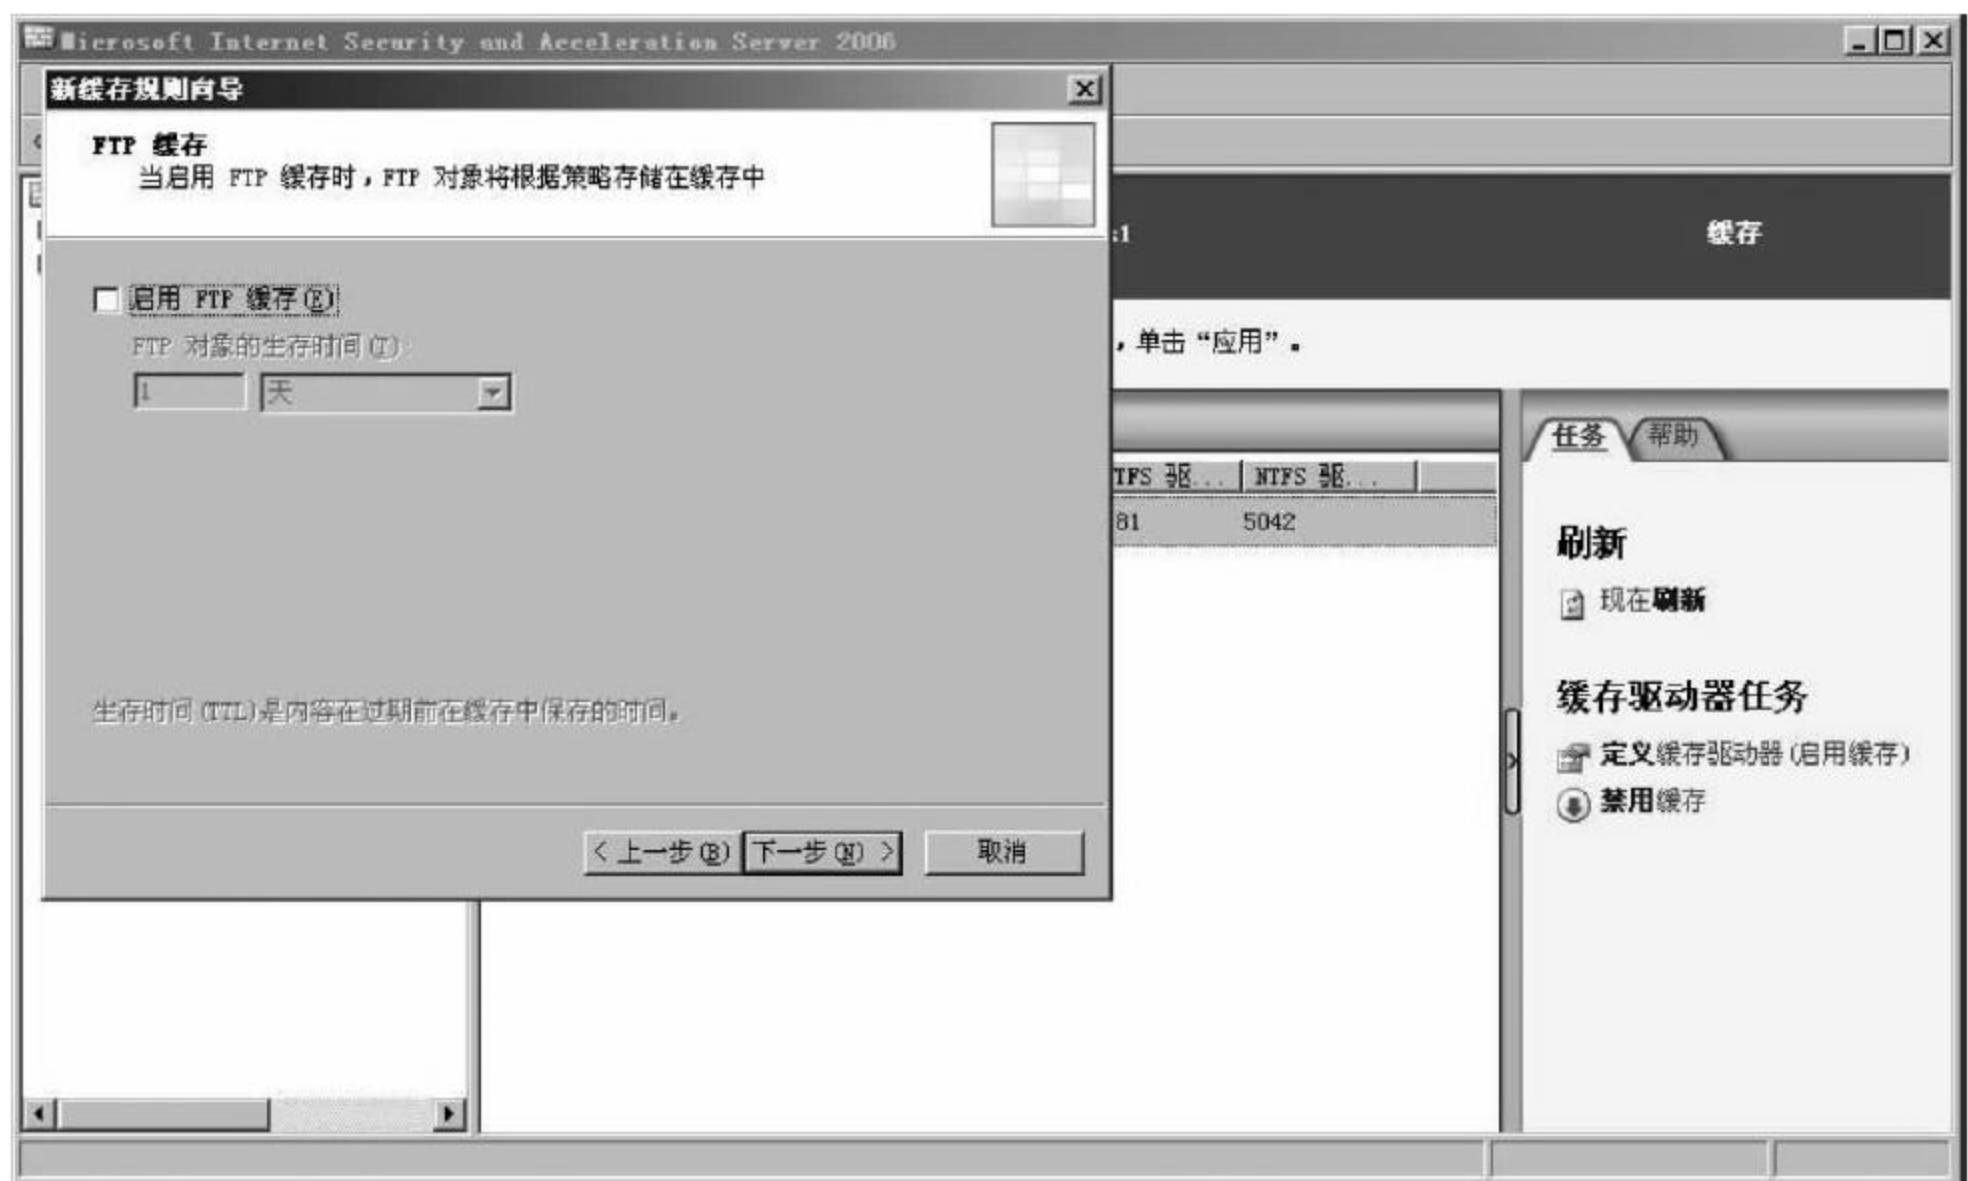 Microsoft Internet Security and Acceleration Server 2006
新缓存规则向导
FTP 缓存
当启用 FTP 缓存时，FTP 对象将根据策略存储在缓存中
启用 FTP 缓存(E)
FTP 对象的生存时间(T):
1 天
生存时间(TTL)是内容在过期前在缓存中保存的时间。
< 上一步(B) 下一步(N) > 取消
:1 缓存
，单击“应用”。
TFS 驱... NTFS 驱...
81 5042
任务 帮助
刷新
现在刷新
缓存驱动器任务
定义缓存驱动器(启用缓存)
禁用缓存